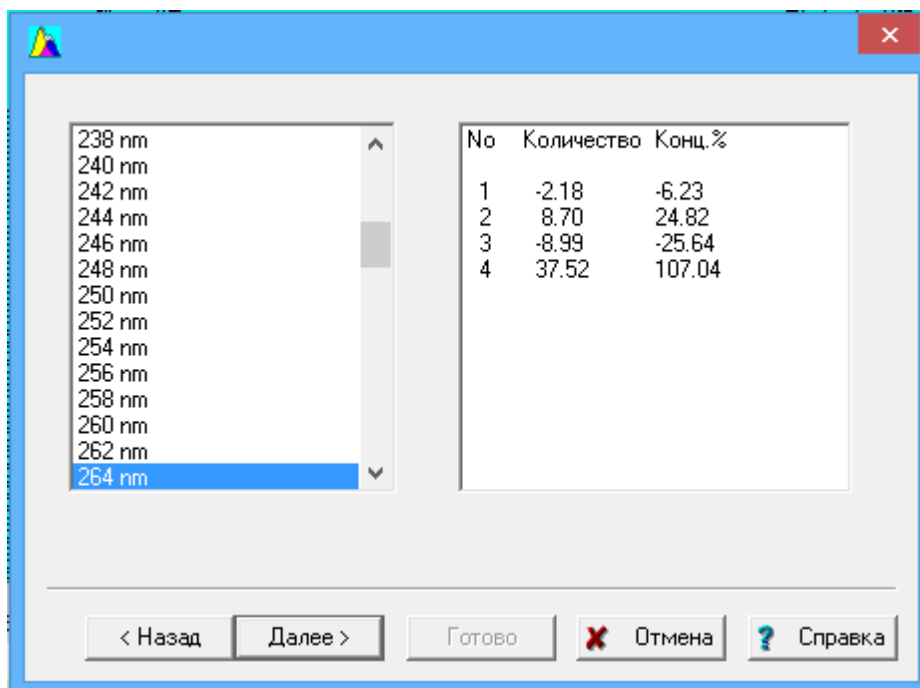 238 nm
240 nm
242 nm
244 nm
246 nm
248 nm
250 nm
252 nm
254 nm
256 nm
258 nm
260 nm
262 nm
264 nm
No Количество Конц.%
1 -2.18 -6.23
2 8.70 24.82
3 -8.99 -25.64
4 37.52 107.04
< Назад Далее > Готово Отмена ? Справка